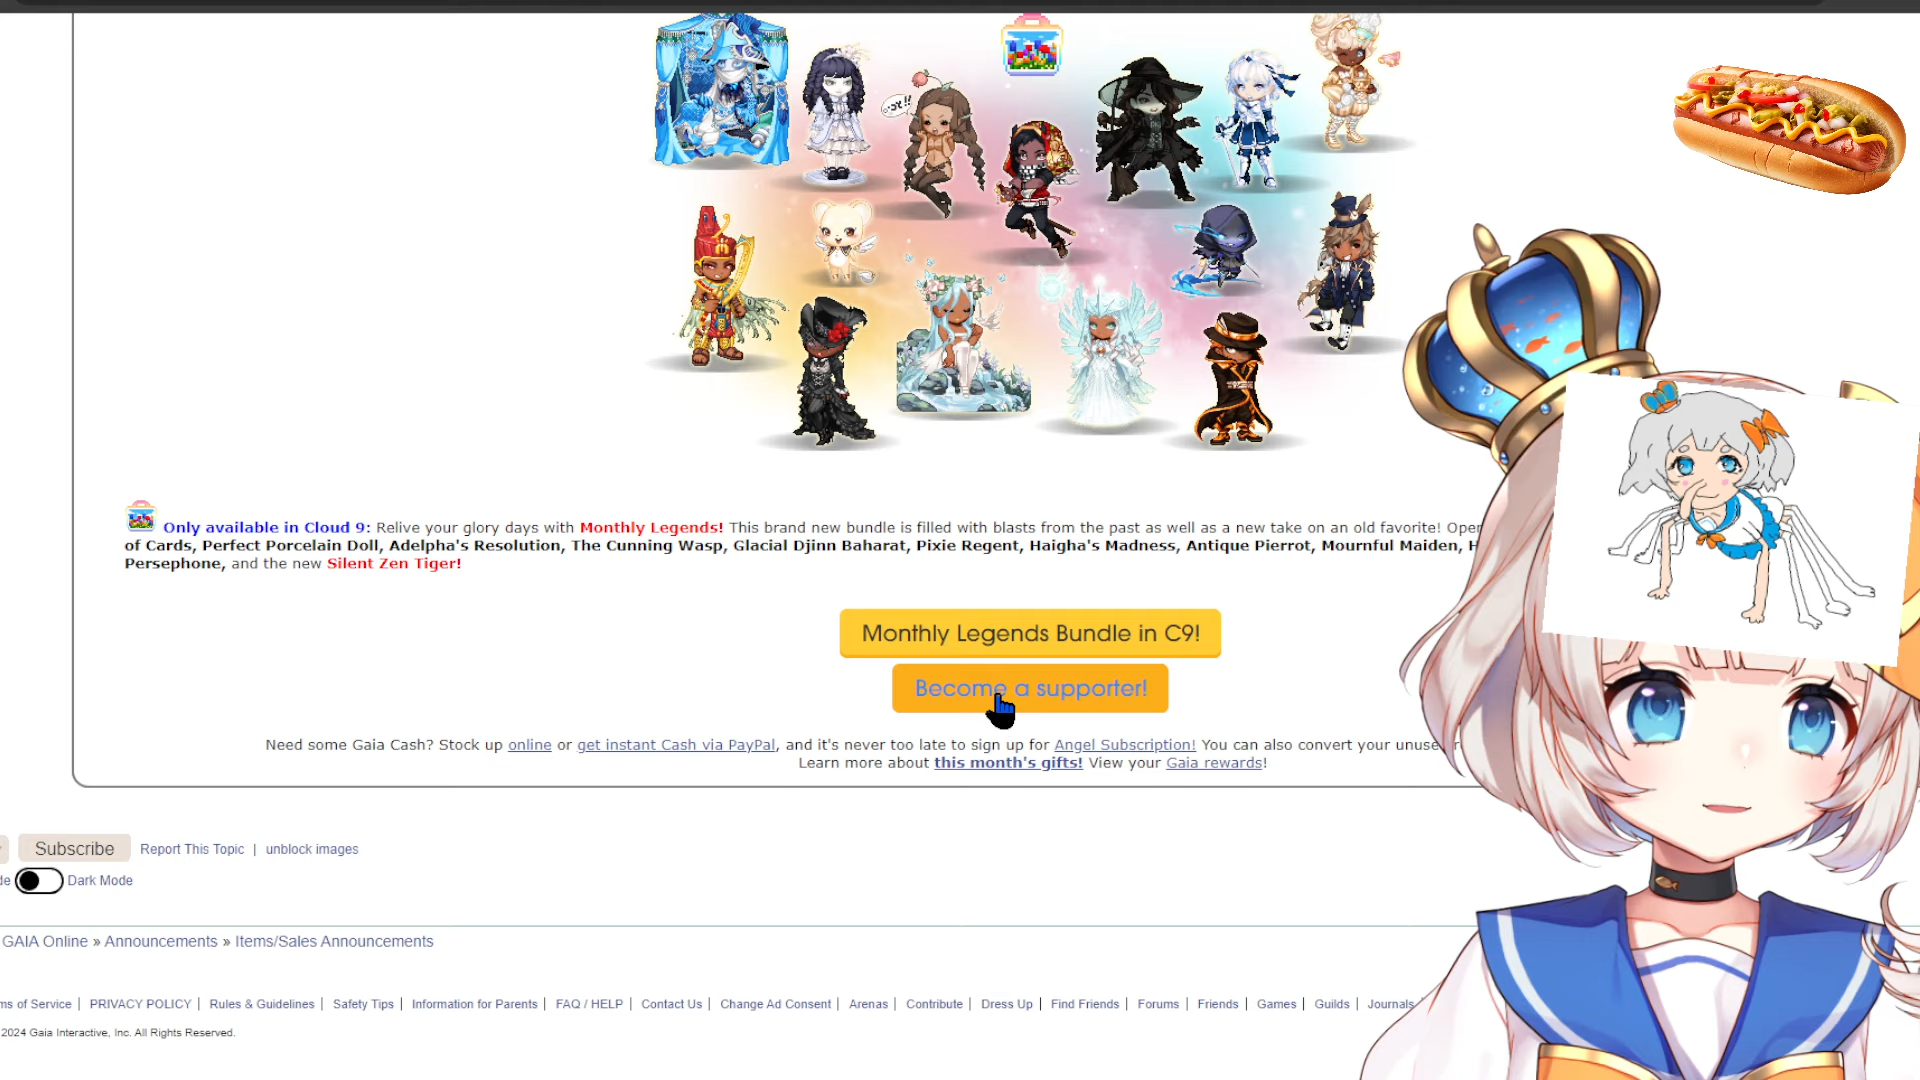 Only available in Cloud 9: Relive your glory days with Monthly Legends! This brand new bundle is filled with blasts from the past as well as a new take on an old favorite!
of Cards, Perfect Porcelain Doll, Adelpha's Resolution, The Cunning Wasp, Glacial Djinn Baharat, Pixie Regent, Haigha's Madness, Antique Pierrot, Mournful Maiden,
Persephone, and the new Silent Zen Tiger!
Monthly Legends Bundle in C9!
Become a supporter!
Need some Gaia Cash? Stock up online or get instant Cash via PayPal, and it's never too late to sign up for Angel Subscription! You can also convert your
Learn more about this month's gifts! View your Gaia rewards!
Subscribe Report This Topic | unblock images
Dark Mode
GAIA Online » Announcements » Items/Sales Announcements
of Service | PRIVACY POLICY | Rules & Guidelines | Safety Tips | Information for Parents | FAQ / HELP | Contact Us | Change Ad Consent | Arenas | Contribute | Dress Up | Find Friends | Forums | Friends | Games | Guilds | Journals
2024 Gaia Interactive, Inc. All Rights Reserved.